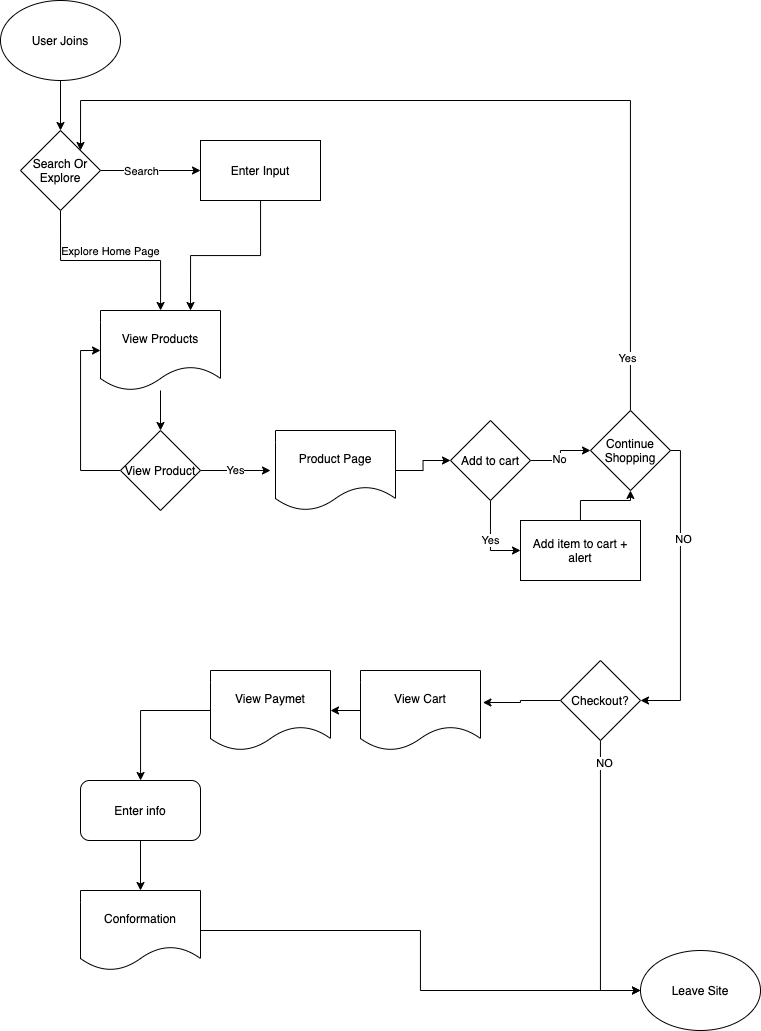 User Joins
Search Or
Explore
Search
Enter Input
Explore Home Page
View Products
Yes
View Product
Yes
Product Page
Add to cart
No
Continue
Shopping
Yes
Add item to cart +
alert
NO
View Paymet
View Cart
Checkout?
NO
Enter info
Conformation
Leave Site